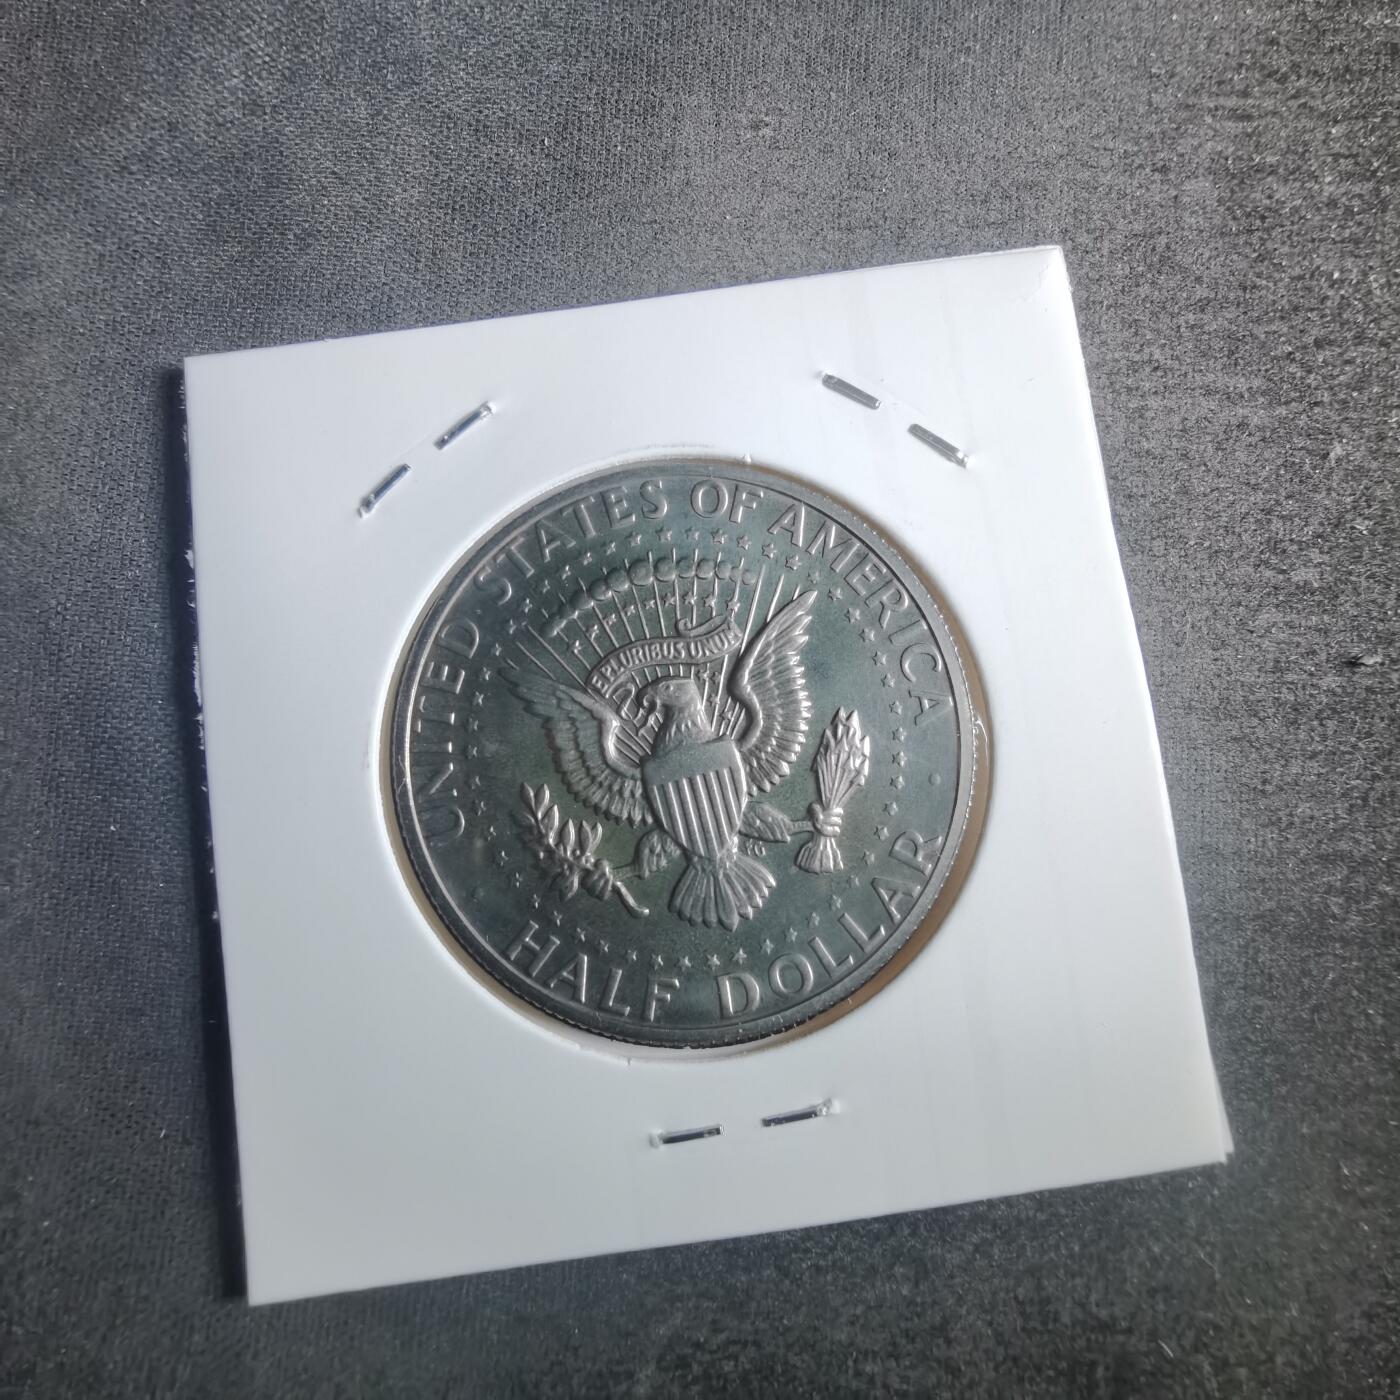 UNITED STATES OF AMERICA
E PLURIBUS UNUM
HALF DOLLAR